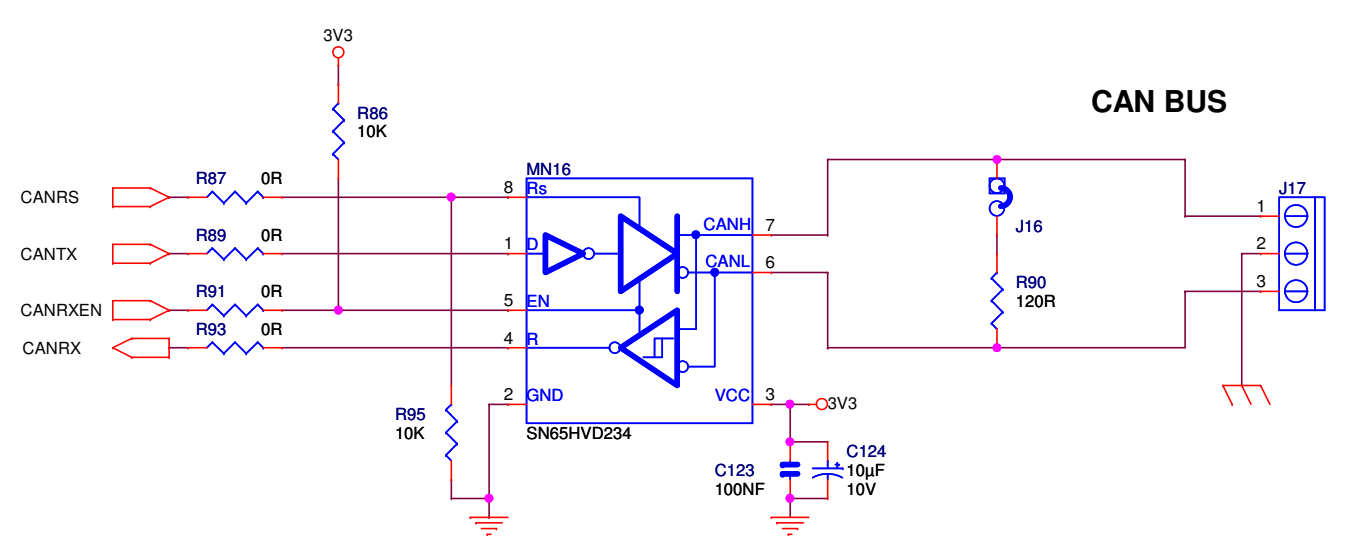 3V3
CAN BUS
R86
10K
MN16
R87 0R
CANRS
8 Rs
J17
1
CANH 7
J16
R89 0R
CANTX
1 D
2
CANL 6
R90
120R
3
R91 0R
CANRXEN
5 EN
R93 0R
CANRX
4 R
2 GND
VCC 3
3V3
R95
10K
SN65HVD234
C123
100NF
C124
10µF
10V
+